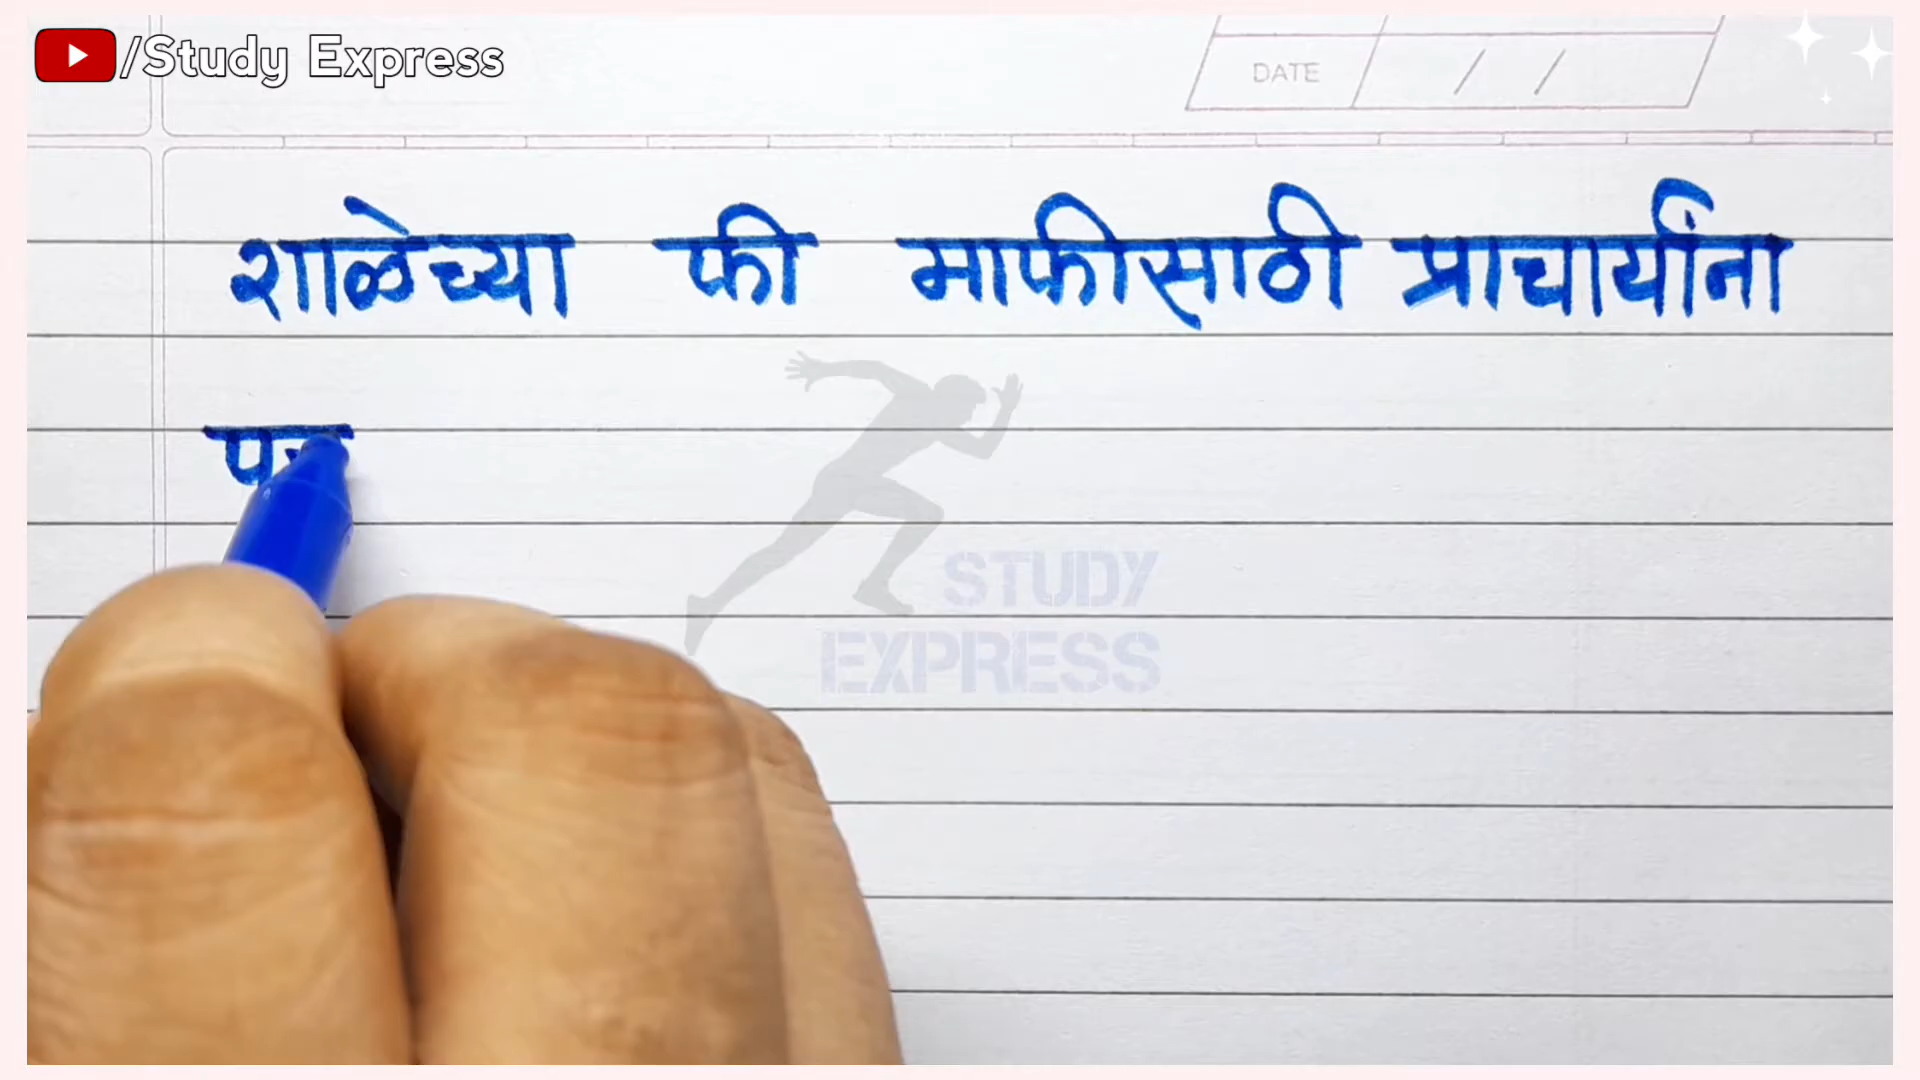 /Study Express
DATE / /
शाळेच्या फी माफीसाठी प्राचार्यांना
STUDY
EXPRESS